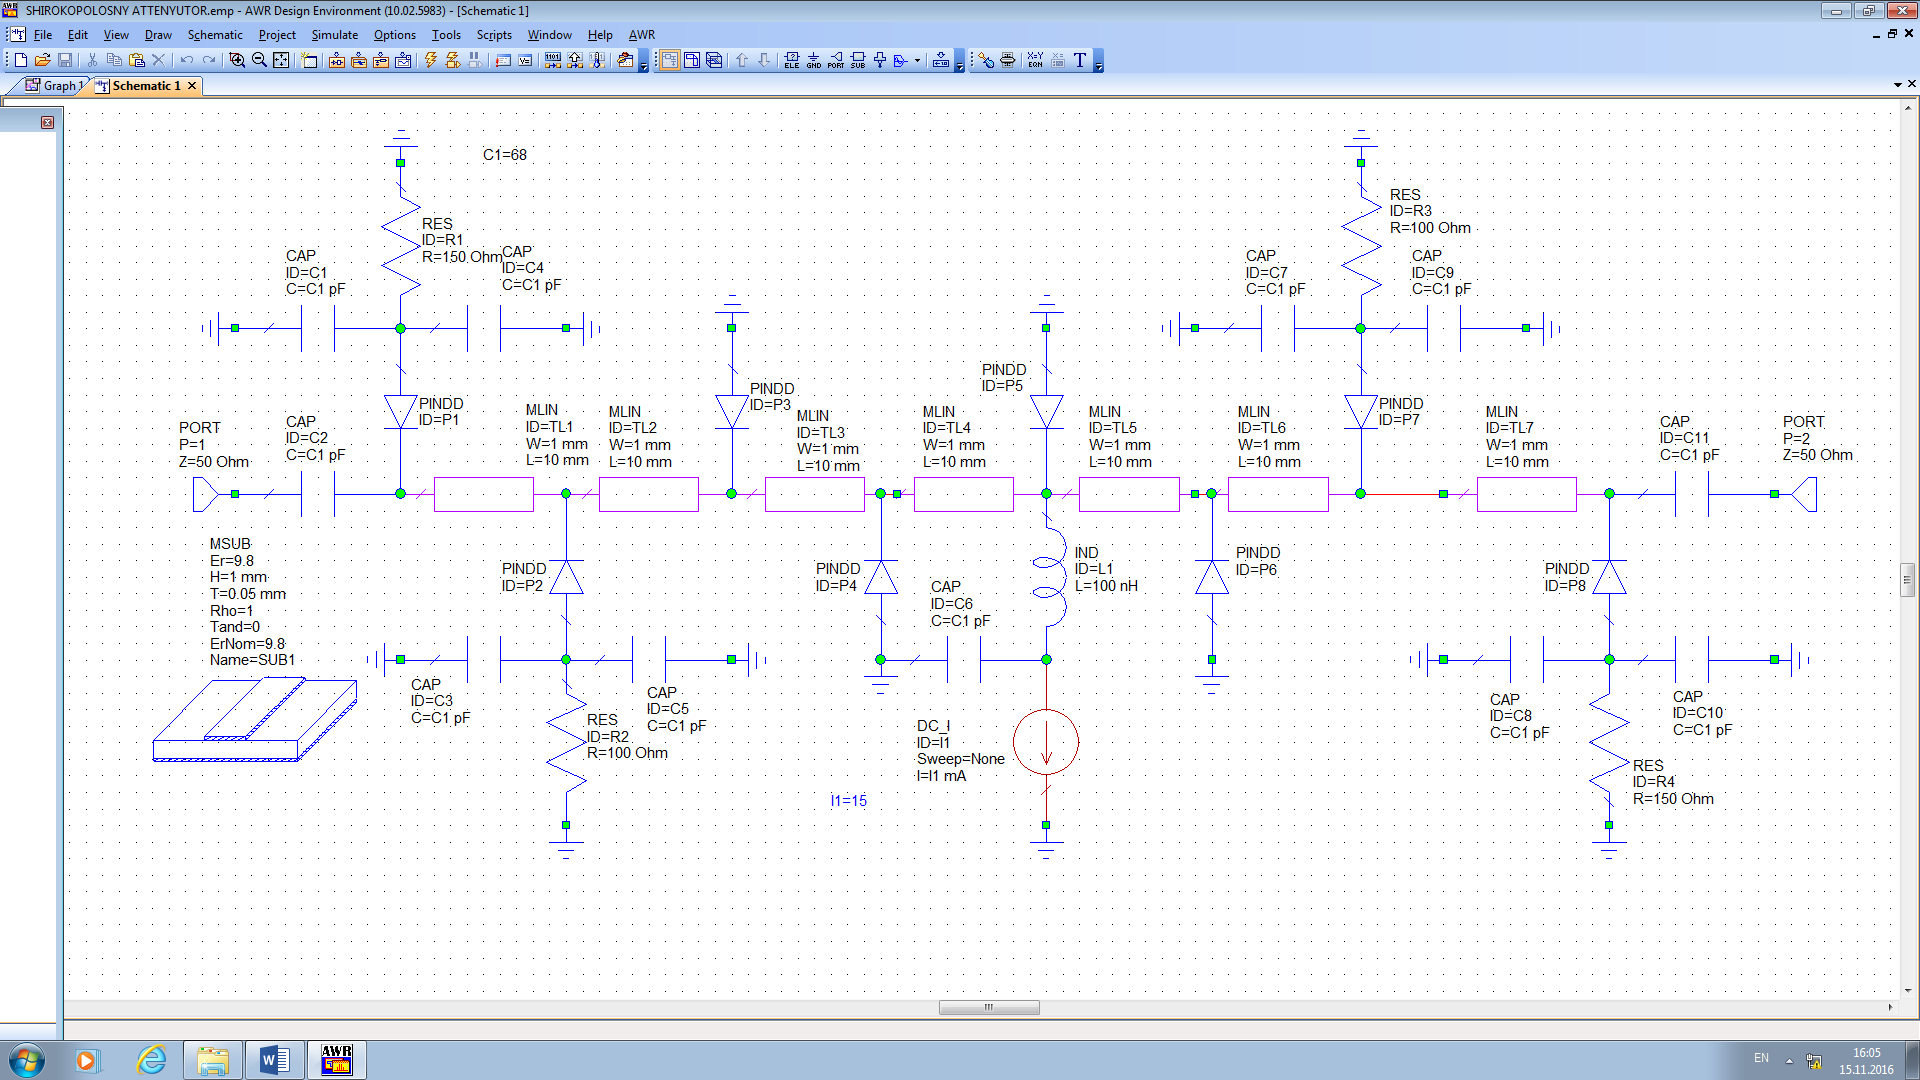 SHIROKOPOLOSNY ATTENYUTOR.emp - AWR Design Environment (10.02.5983) - [Schematic 1]
File Edit View Draw Schematic Project Simulate Options Tools Scripts Window Help AWR
Graph 1
Schematic 1
C1=68
RES
ID=R1
R=150 Ohm
CAP
ID=C1
C=C1 pF
CAP
ID=C4
C=C1 pF
RES
ID=R3
R=100 Ohm
CAP
ID=C7
C=C1 pF
CAP
ID=C9
C=C1 pF
PORT
P=1
Z=50 Ohm
CAP
ID=C2
C=C1 pF
PINDD
ID=P1
MLIN
ID=TL1
W=1 mm
L=10 mm
MLIN
ID=TL2
W=1 mm
L=10 mm
PINDD
ID=P3
MLIN
ID=TL3
W=1 mm
L=10 mm
MLIN
ID=TL4
W=1 mm
L=10 mm
PINDD
ID=P5
MLIN
ID=TL5
W=1 mm
L=10 mm
MLIN
ID=TL6
W=1 mm
L=10 mm
PINDD
ID=P7
MLIN
ID=TL7
W=1 mm
L=10 mm
CAP
ID=C11
C=C1 pF
PORT
P=2
Z=50 Ohm
MSUB
Er=9.8
H=1 mm
T=0.05 mm
Rho=1
Tand=0
ErNom=9.8
Name=SUB1
PINDD
ID=P2
PINDD
ID=P4
CAP
ID=C6
C=C1 pF
IND
ID=L1
L=100 nH
PINDD
ID=P6
PINDD
ID=P8
CAP
ID=C3
C=C1 pF
RES
ID=R2
R=100 Ohm
CAP
ID=C5
C=C1 pF
DC_I
ID=I1
Sweep=None
I=I1 mA
I1=15
CAP
ID=C8
C=C1 pF
CAP
ID=C10
C=C1 pF
RES
ID=R4
R=150 Ohm
EN
16:05
15.11.2016